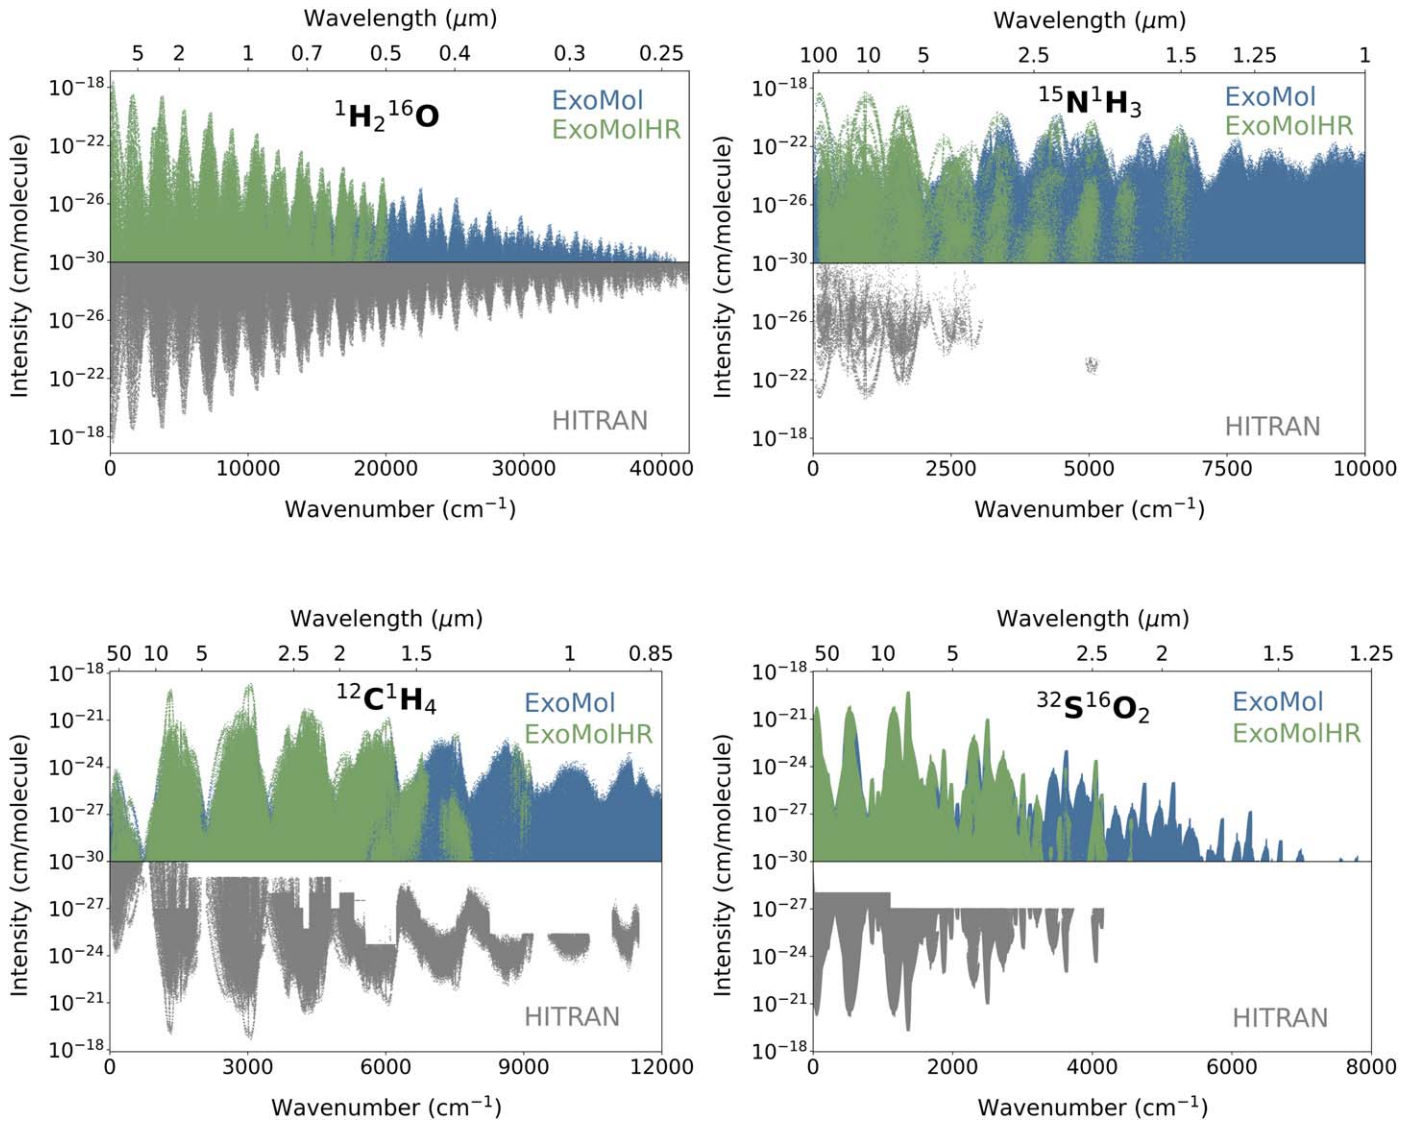 Wavelength (μm)
5 2 1 0.7 0.5 0.4 0.3 0.25
10⁻¹⁸
10⁻²²
10⁻²⁶
10⁻³⁰
10⁻²⁶
10⁻²²
10⁻¹⁸
Intensity (cm/molecule)
¹H₂¹⁶O
ExoMol
ExoMolHR
HITRAN
0 10000 20000 30000 40000
Wavenumber (cm⁻¹)
Wavelength (μm)
100 10 5 2.5 1.5 1.25 1
10⁻¹⁸
10⁻²²
10⁻²⁶
10⁻³⁰
10⁻²⁶
10⁻²²
10⁻¹⁸
Intensity (cm/molecule)
¹⁵N¹H₃
ExoMol
ExoMolHR
HITRAN
0 2500 5000 7500 10000
Wavenumber (cm⁻¹)
Wavelength (μm)
50 10 5 2.5 2 1.5 1 0.85
10⁻¹⁸
10⁻²¹
10⁻²⁴
10⁻²⁷
10⁻³⁰
10⁻²⁷
10⁻²⁴
10⁻²¹
10⁻¹⁸
Intensity (cm/molecule)
¹²C¹H₄
ExoMol
ExoMolHR
HITRAN
0 3000 6000 9000 12000
Wavenumber (cm⁻¹)
Wavelength (μm)
50 10 5 2.5 2 1.5 1.25
10⁻¹⁸
10⁻²¹
10⁻²⁴
10⁻²⁷
10⁻³⁰
10⁻²⁷
10⁻²⁴
10⁻²¹
10⁻¹⁸
Intensity (cm/molecule)
³²S¹⁶O₂
ExoMol
ExoMolHR
HITRAN
0 2000 4000 6000 8000
Wavenumber (cm⁻¹)